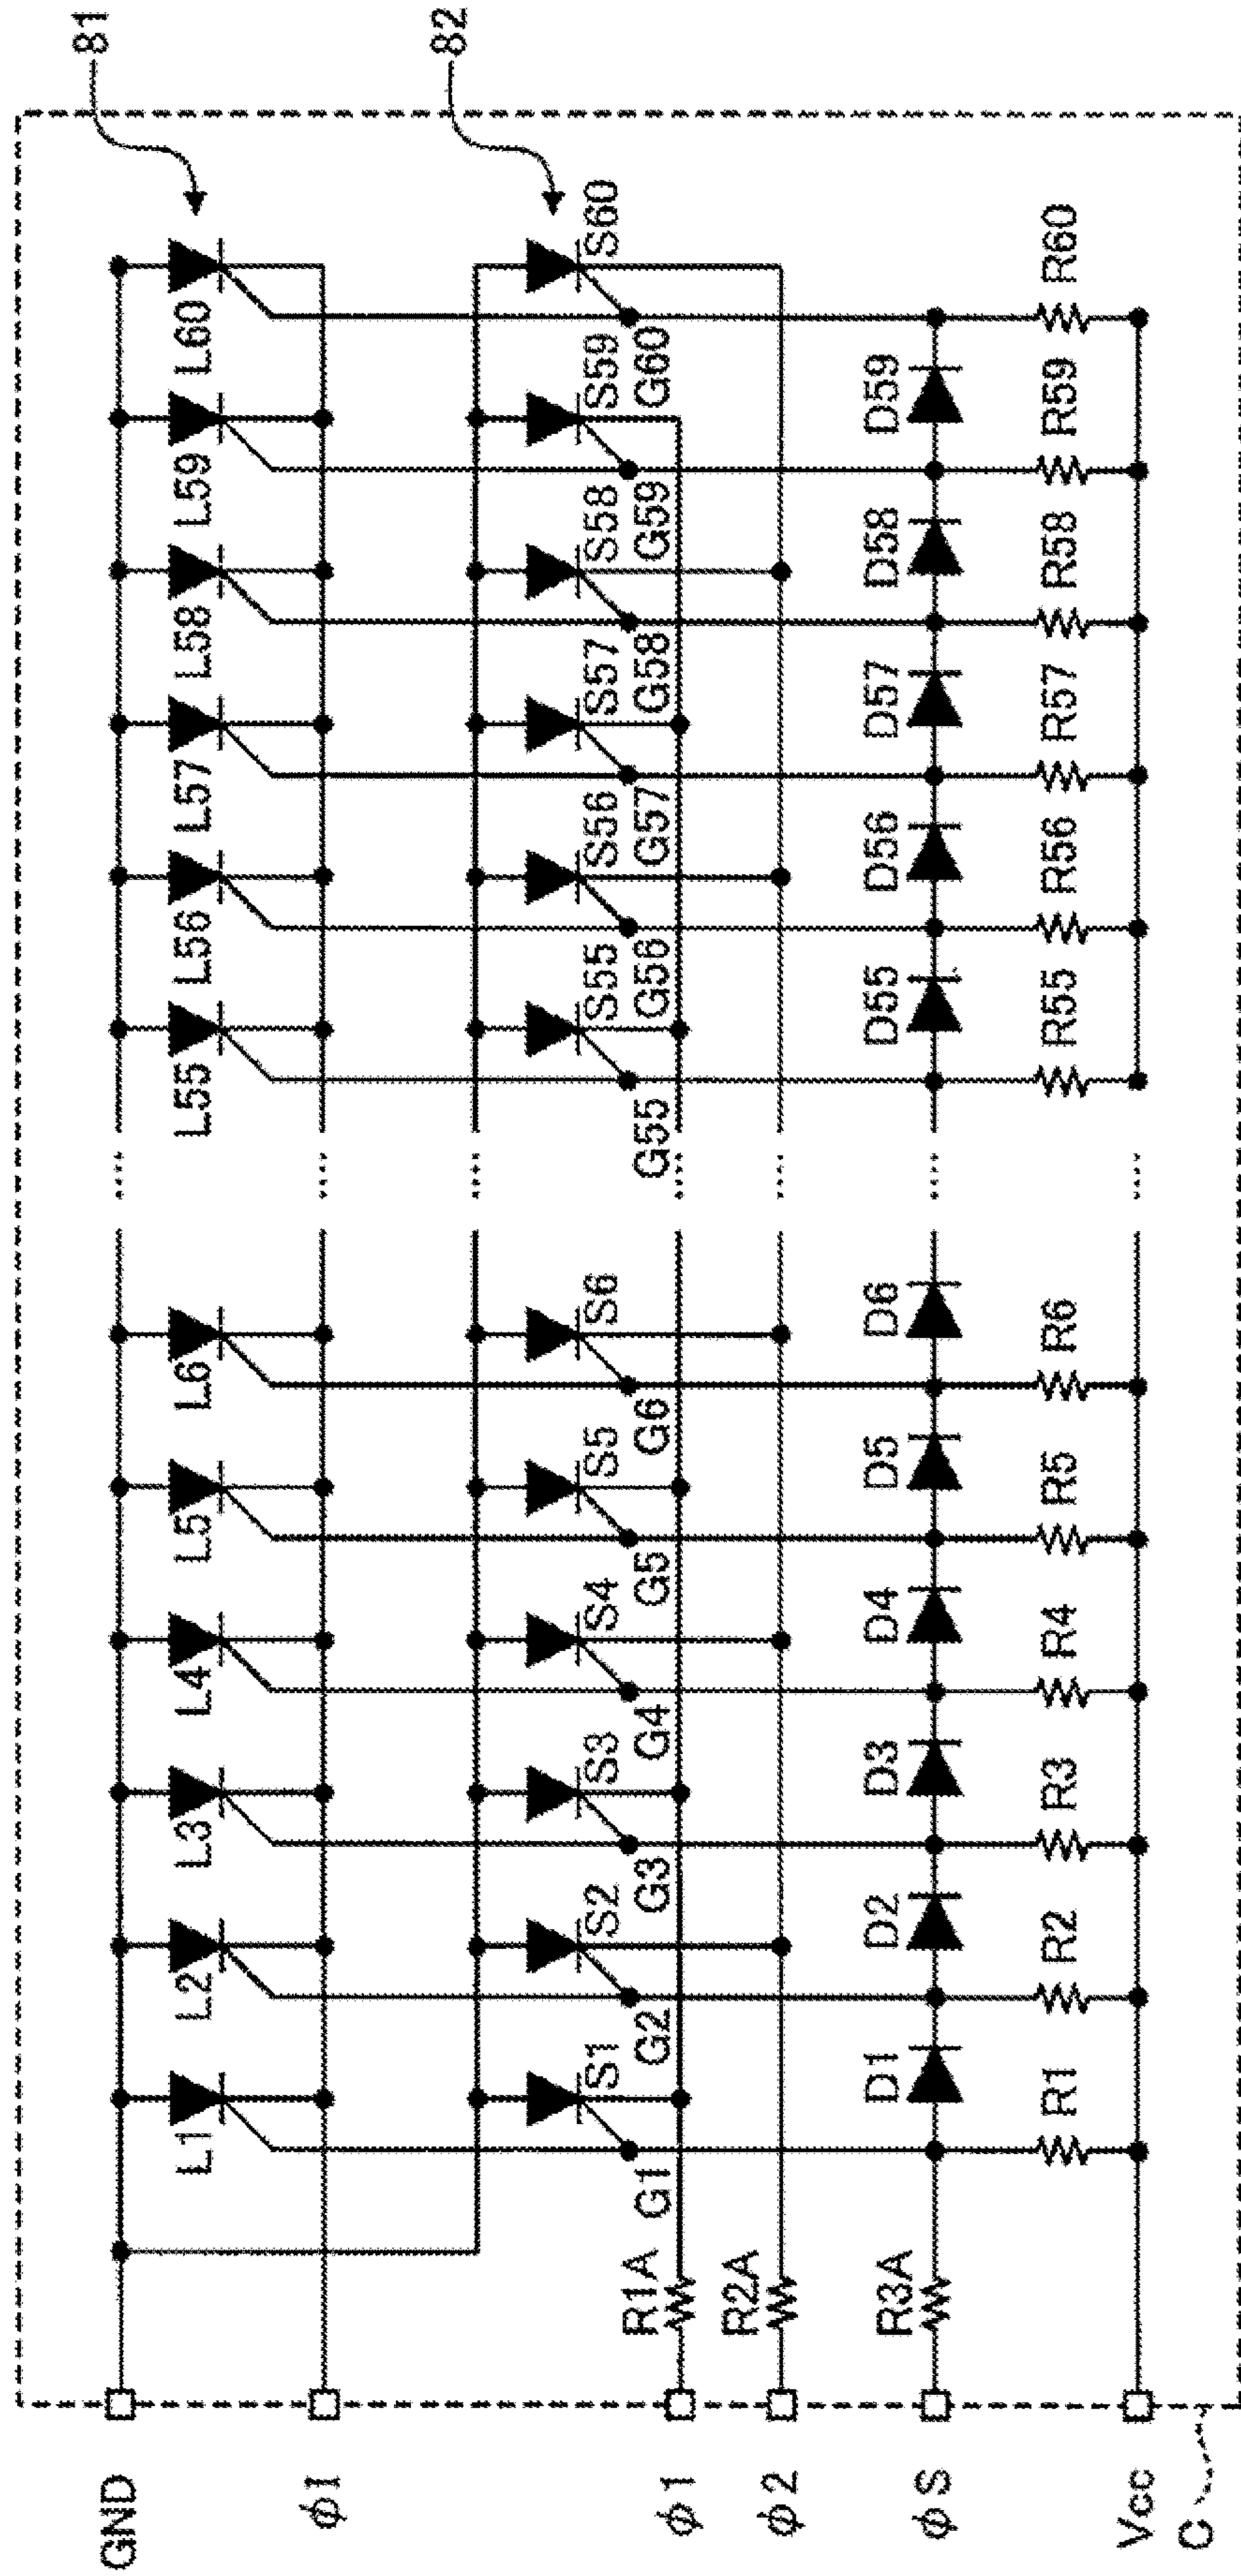 81
GND
L1 L2 L3 L4 L5 L6 L55 L56 L57 L58 L59 L60
φI
82
S1 S2 S3 S4 S5 S6 S55 S56 S57 S58 S59 S60
R1A G1 G2 G3 G4 G5 G6 G55 G56 G57 G58 G59 G60
φ1
R2A
φ2
R3A D1 D2 D3 D4 D5 D6 D55 D56 D57 D58 D59
φS
R1 R2 R3 R4 R5 R6 R55 R56 R57 R58 R59 R60
Vcc
C